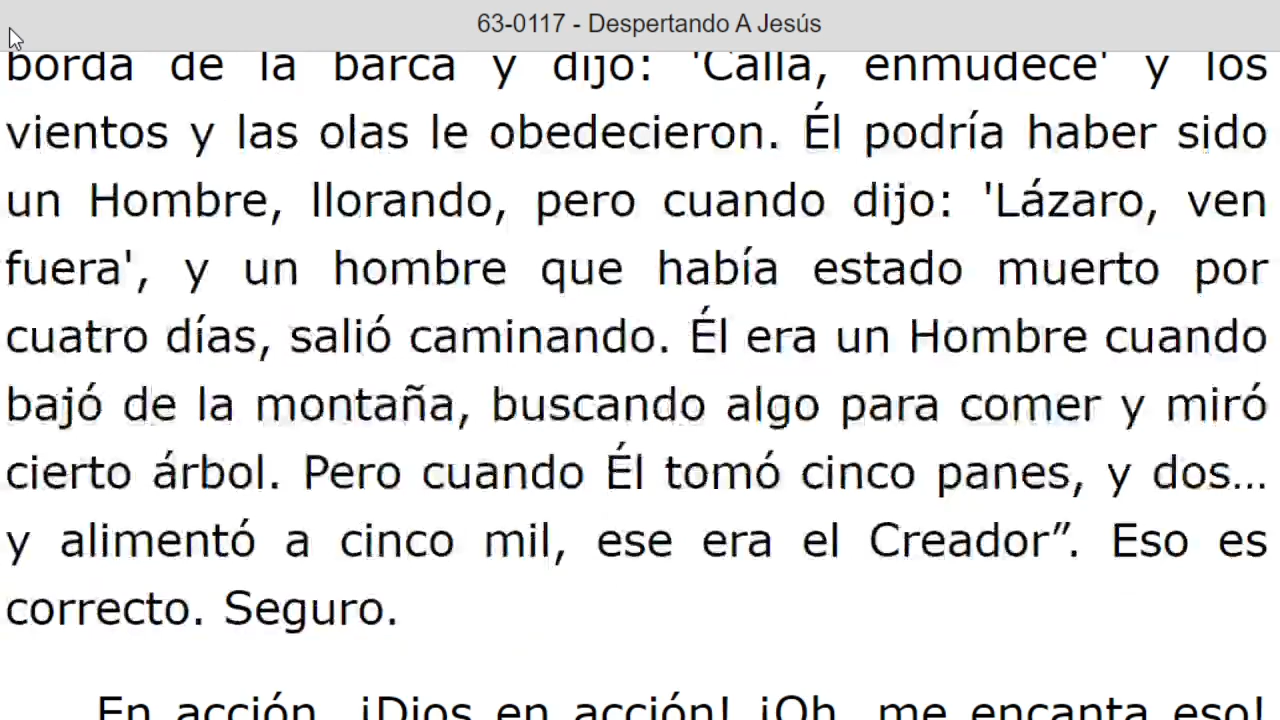 63-0117 - Despertando A Jesús
borda de la barca y dijo: 'Calla, enmudece' y los
vientos y las olas le obedecieron. Él podría haber sido
un Hombre, llorando, pero cuando dijo: 'Lázaro, ven
fuera', y un hombre que había estado muerto por
cuatro días, salió caminando. Él era un Hombre cuando
bajó de la montaña, buscando algo para comer y miró
cierto árbol. Pero cuando Él tomó cinco panes, y dos...
y alimentó a cinco mil, ese era el Creador”. Eso es
correcto. Seguro.
En acción, ¡Dios en acción! ¡Oh, me encanta eso!